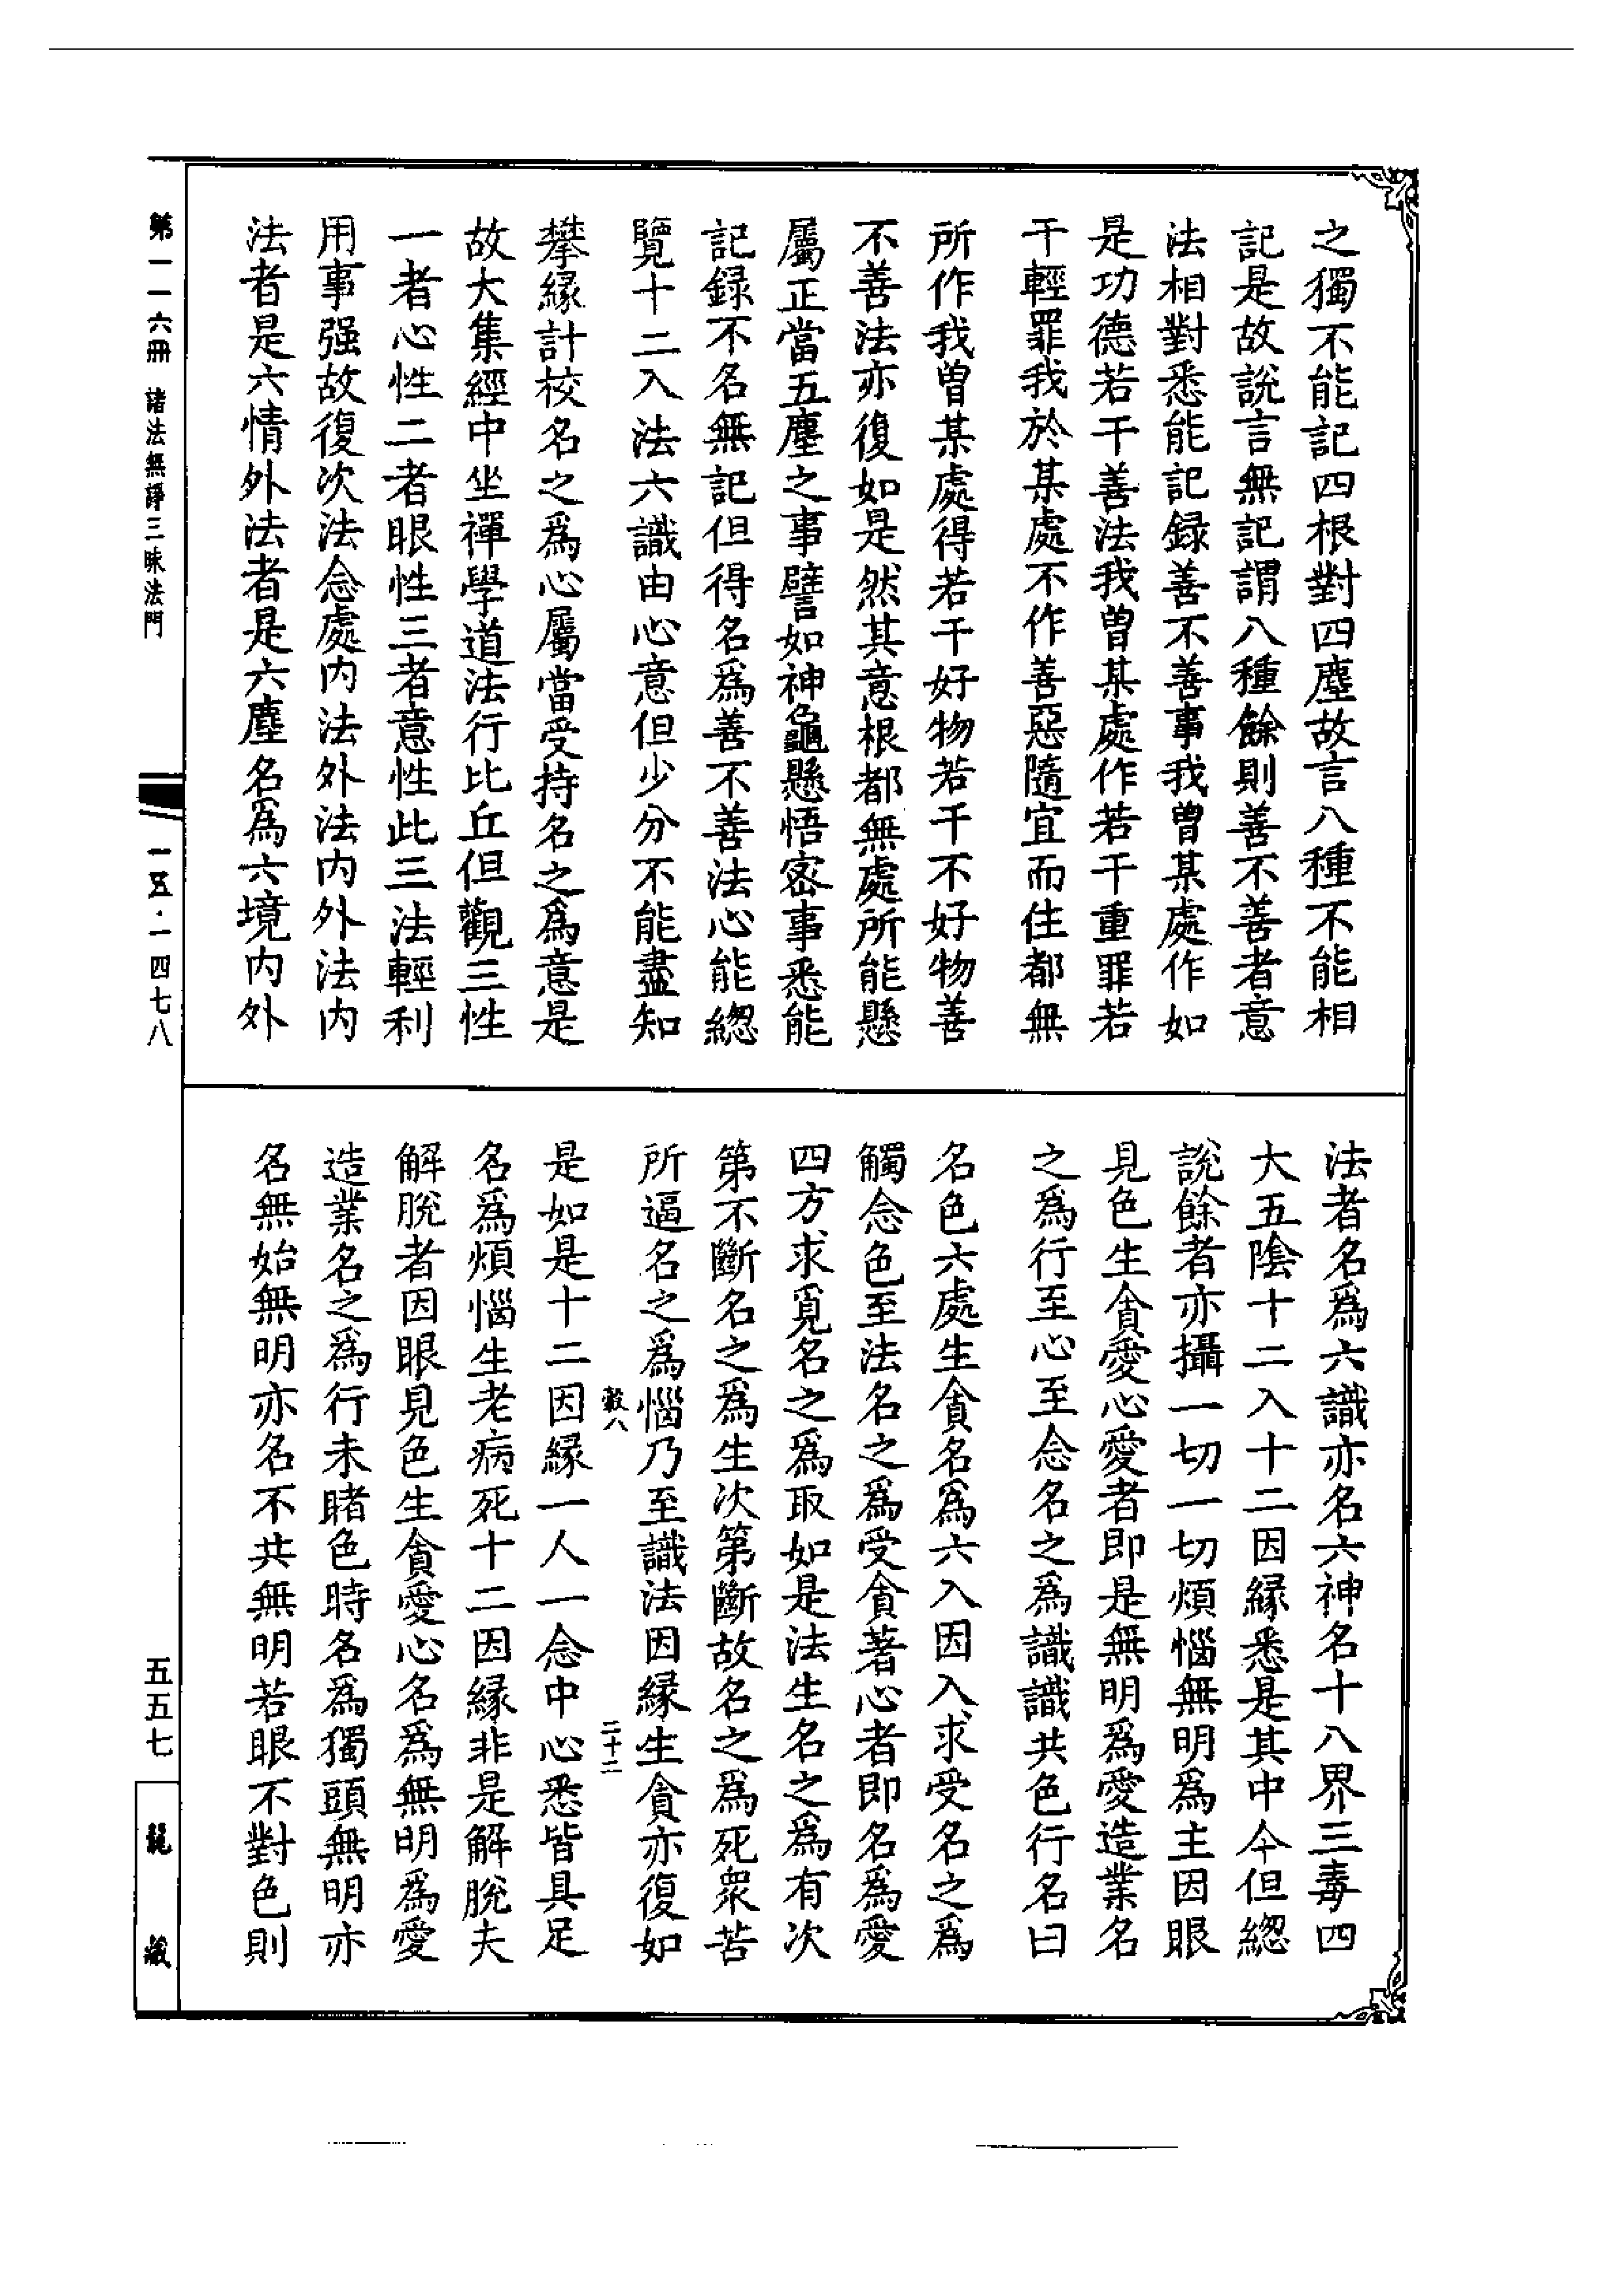 之獨不能記四根對四塵故言八種不能相
記是故說言無記謂八種餘則善不善者意
法相對悉能記録善不善事我曽某處作如
是功德若干善法我曽某處作若干重罪若
干輕罪我於某處不作善惡隨宜而住都無
所作我曽某處得若干好物若干不好物善
不善法亦復如是然其意根都無處所能懸
屬正當五塵之事譬如神龜懸悟密事悉能
記録不名無記但得名爲善不善法心能緫
覽十二入法六識由心意但少分不能盡知
攀緣計校名之爲心屬當受持名之爲意是
故大集經中坐禪學道法行比丘但觀三性
一者心性二者眼性三者意性此三法輕利
用事强故復次法念處内法外法内外法内
法者是六情外法者是六塵名爲六境内外
法者名爲六識亦名六神名十八界三毒四
大五陰十二入十二因緣悉是其中今但緫
說餘者亦攝一切一切煩惱無明爲主因眼
見色生貪愛心愛者即是無明爲愛造業名
之爲行至心至念名之爲識識共色行名曰
名色六處生貪名爲六入因入求受名之爲
觸念色至法名之爲受貪著心者即名爲愛
四方求覓名之爲取如是法生名之爲有次
第不斷名之爲生次第斷故名之爲死衆苦
所逼名之爲惱乃至識法因緣生貪亦復如
穀八 二十二
是如是十二因緣一人一念中心悉皆具足
名爲煩惱生老病死十二因緣非是解脫夫
解脫者因眼見色生貪愛心名爲無明爲愛
造業名之爲行未睹色時名爲獨頭無明亦
名無始無明亦名不共無明若眼不對色則
第一一六冊 諸法無諍三昧法門
一五·一四七八
五五七
龍藏